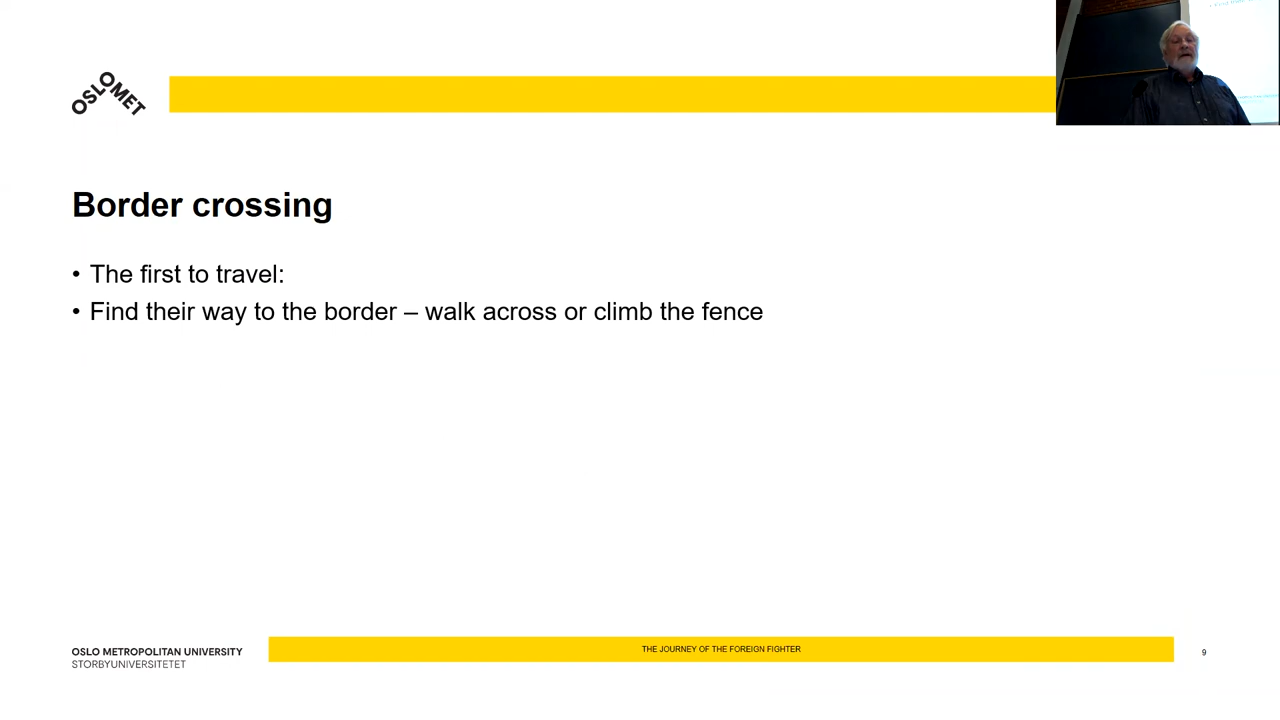 OSLOMET
Border crossing
• The first to travel:
• Find their way to the border – walk across or climb the fence
OSLO METROPOLITAN UNIVERSITY
STORBYUNIVERSITETET
THE JOURNEY OF THE FOREIGN FIGHTER
9